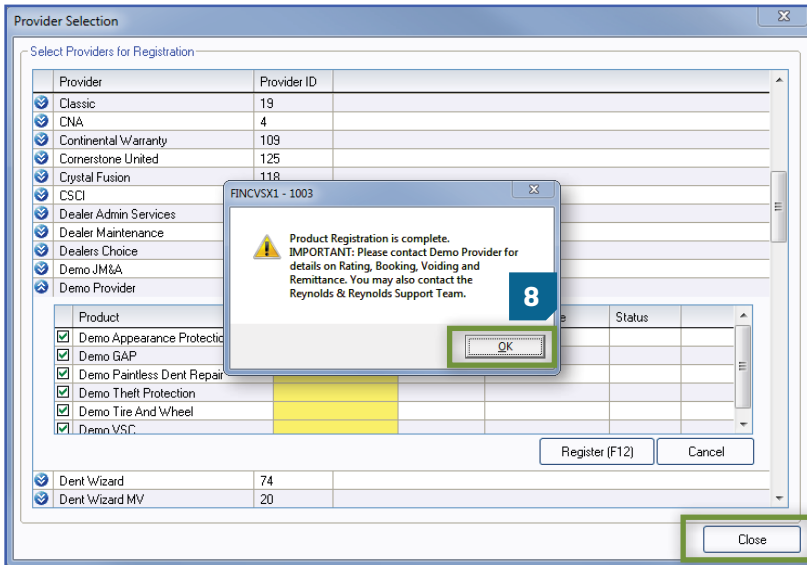 Provider Selection
Select Providers for Registration
Provider Provider ID
Classic 19
CNA 4
Continental Warranty 109
Cornerstone United 125
Crystal Fusion 118
CSCI
Dealer Admin Services
Dealer Maintenance
Dealers Choice
Demo JM&A
Demo Provider
FINCVSX1 - 1003
Product Registration is complete.
IMPORTANT: Please contact Demo Provider for
details on Rating, Booking, Voiding and
Remittance. You may also contact the
Reynolds & Reynolds Support Team.
8
OK
Product Status
Demo Appearance Protectio
Demo GAP
Demo Paintless Dent Repair
Demo Theft Protection
Demo Tire And Wheel
Demo VSC
Register (F12) Cancel
Dent Wizard 74
Dent Wizard MV 20
Close